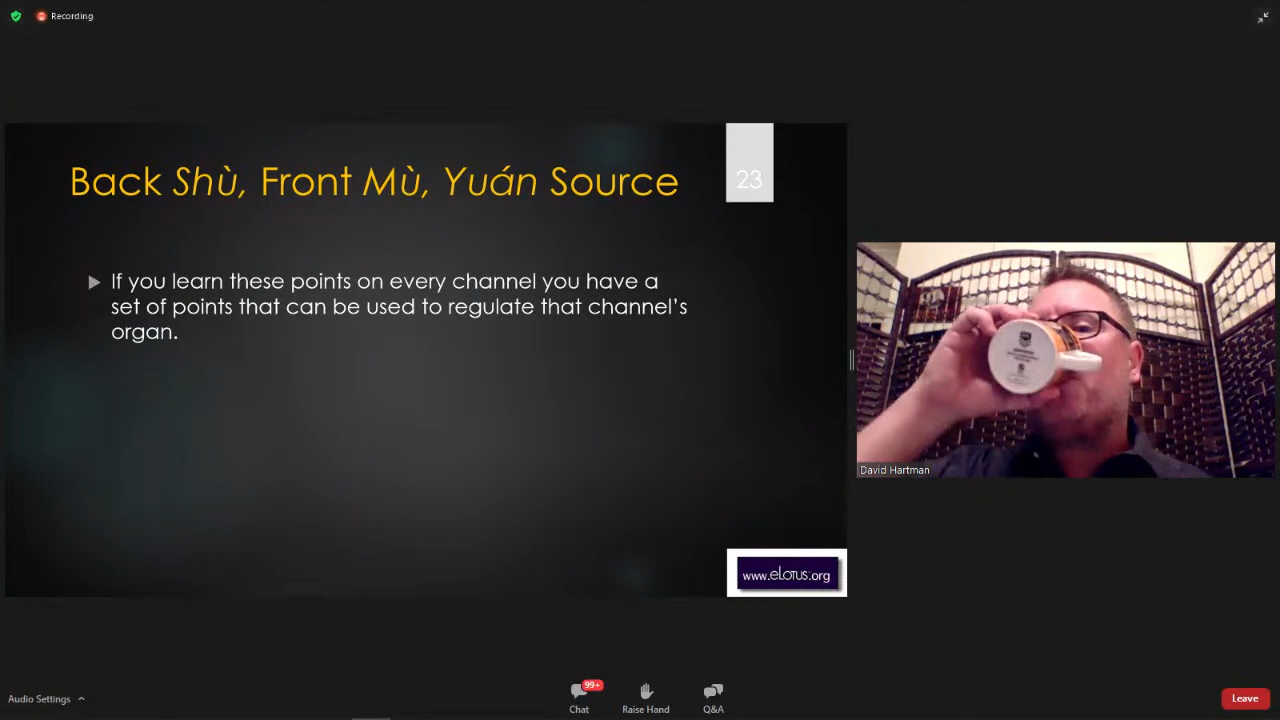 Recording
Back Shù, Front Mù, Yuán Source
23
If you learn these points on every channel you have a
set of points that can be used to regulate that channel's
organ.
David Hartman
www.eLotus.org
Audio Settings
99+
Chat
Raise Hand
Q&A
Leave